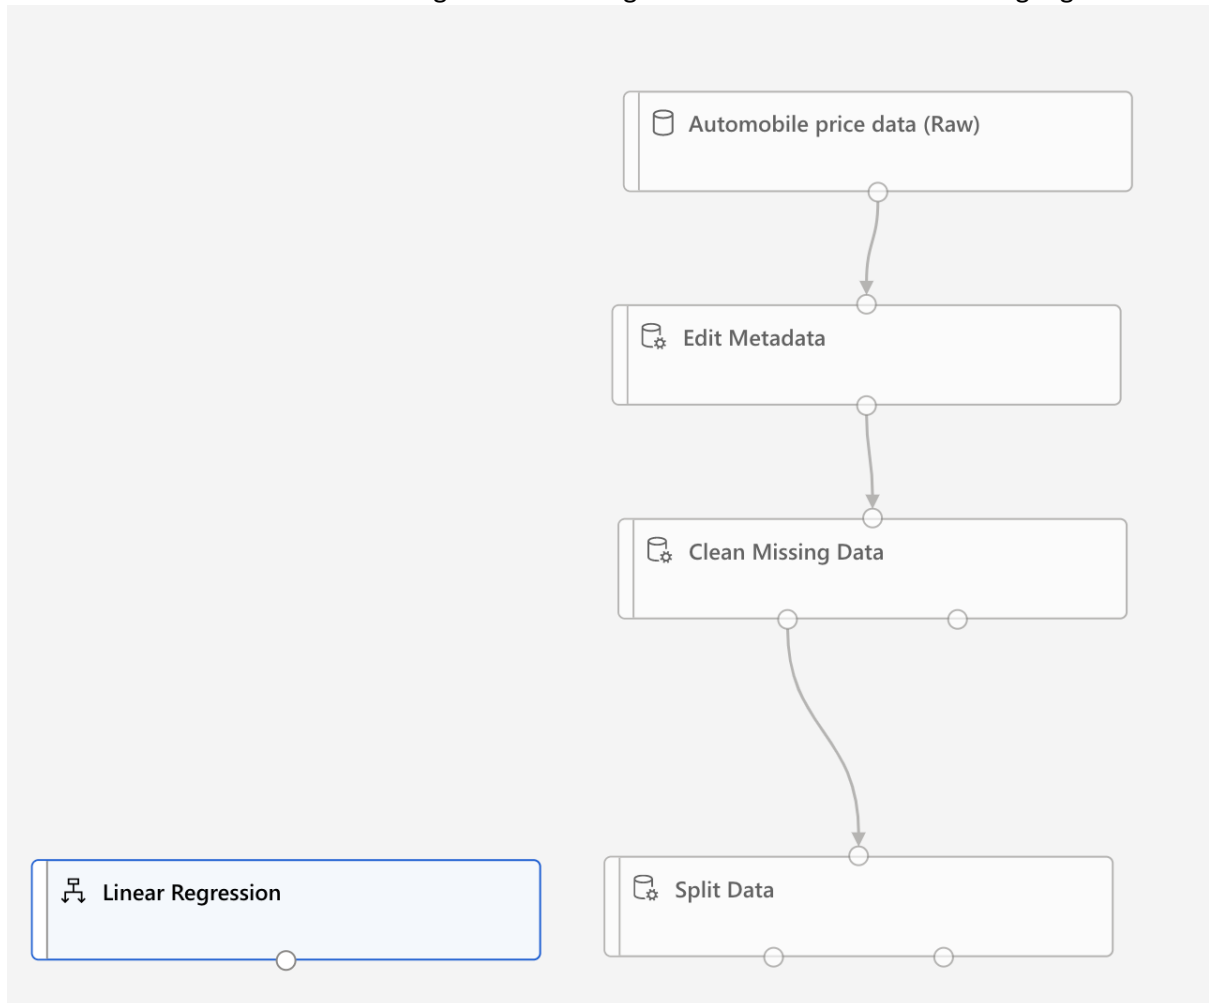 Automobile price data (Raw)
Edit Metadata
Clean Missing Data
Linear Regression
Split Data